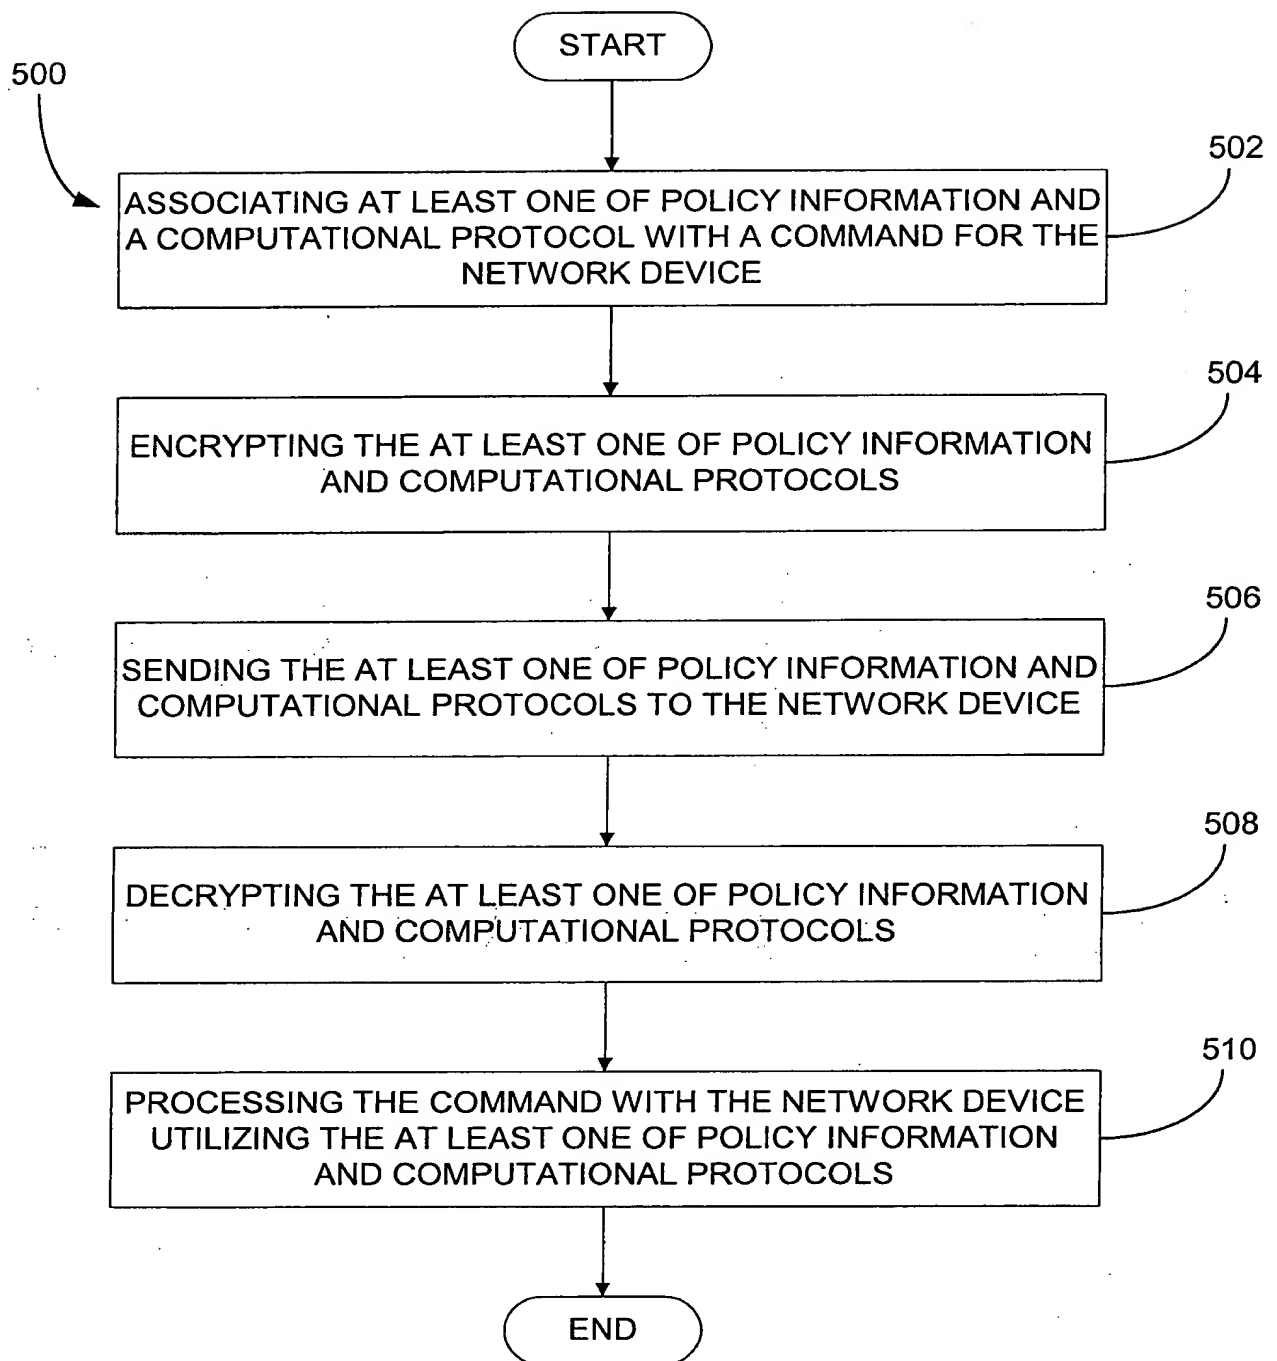 START
500
502
ASSOCIATING AT LEAST ONE OF POLICY INFORMATION AND
A COMPUTATIONAL PROTOCOL WITH A COMMAND FOR THE
NETWORK DEVICE
504
ENCRYPTING THE AT LEAST ONE OF POLICY INFORMATION
AND COMPUTATIONAL PROTOCOLS
506
SENDING THE AT LEAST ONE OF POLICY INFORMATION AND
COMPUTATIONAL PROTOCOLS TO THE NETWORK DEVICE
508
DECRYPTING THE AT LEAST ONE OF POLICY INFORMATION
AND COMPUTATIONAL PROTOCOLS
510
PROCESSING THE COMMAND WITH THE NETWORK DEVICE
UTILIZING THE AT LEAST ONE OF POLICY INFORMATION
AND COMPUTATIONAL PROTOCOLS
END